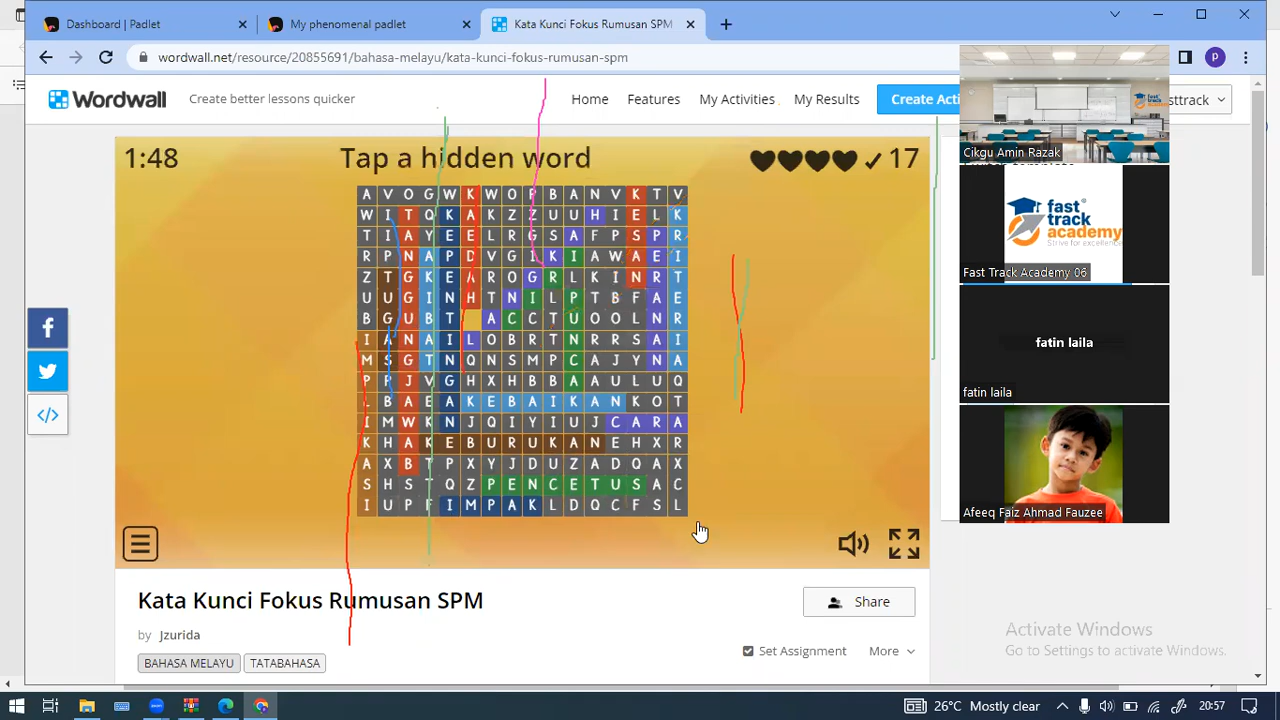 Dashboard | Padlet
My phenomenal padlet
Kata Kunci Fokus Rumusan SPM
wordwall.net/resource/20855691/bahasa-melayu/kata-kunci-fokus-rumusan-spm
P
Wordwall
Create better lessons quicker
Home
Features
My Activities
My Results
Create Acti
sttrack
1:48
Tap a hidden word
17
A V O G W K W O F B A N V K T V
W I T Q K A K Z Z U U H I E L K
T I A Y E E L R G S A F P S P R
R P N A P D V G I K I A W A E I
Z T G K E A R O G R L K I N R T
U U G I N H T N I L P T B F A E
B G U B T A C C T U O O L N R
I A N A I L O B R T N R R S A I
M S G T N Q N S M P C A J Y N A
P P J V G H X H B B A A U L U Q
L B A E A K E B A I K A N K O T
I M W K N J Q I Y I U J C A R A
K H A K E B U R U K A N E H X R
A X B T P X Y J D U Z A D Q A X
S H S T Q Z P E N C E T U S A C
I U P F I M P A K L D Q C F S L
Kata Kunci Fokus Rumusan SPM
Share
by Jzurida
Set Assignment
More
BAHASA MELAYU
TATABAHASA
Cikgu Amin Razak
fast
track
academy
Strive for excellence
Fast Track Academy 06
fatin laila
fatin laila
Afeeq Faiz Ahmad Fauzee
Activate Windows
Go to Settings to activate Windows.
26°C Mostly clear
20:57